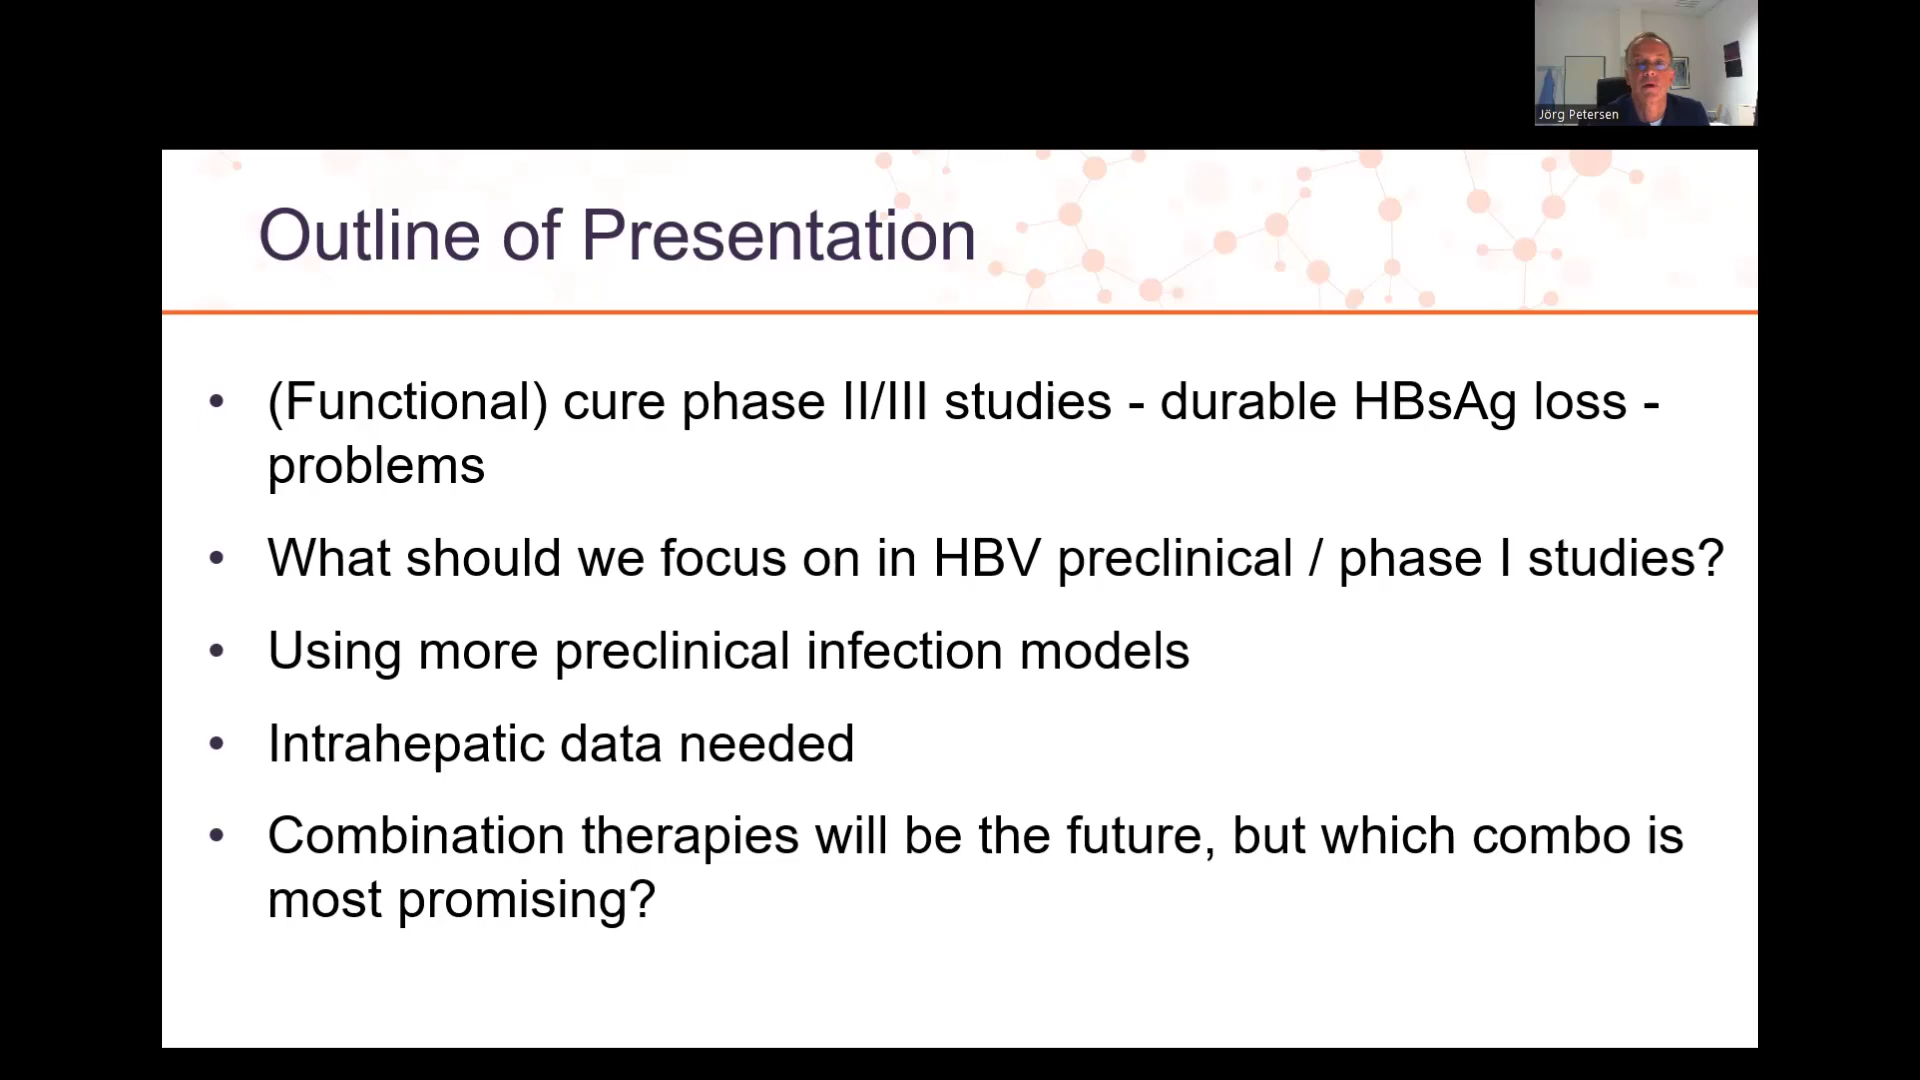 Jörg Petersen
Outline of Presentation
• (Functional) cure phase II/III studies - durable HBsAg loss -
problems
• What should we focus on in HBV preclinical / phase I studies?
• Using more preclinical infection models
• Intrahepatic data needed
• Combination therapies will be the future, but which combo is
most promising?